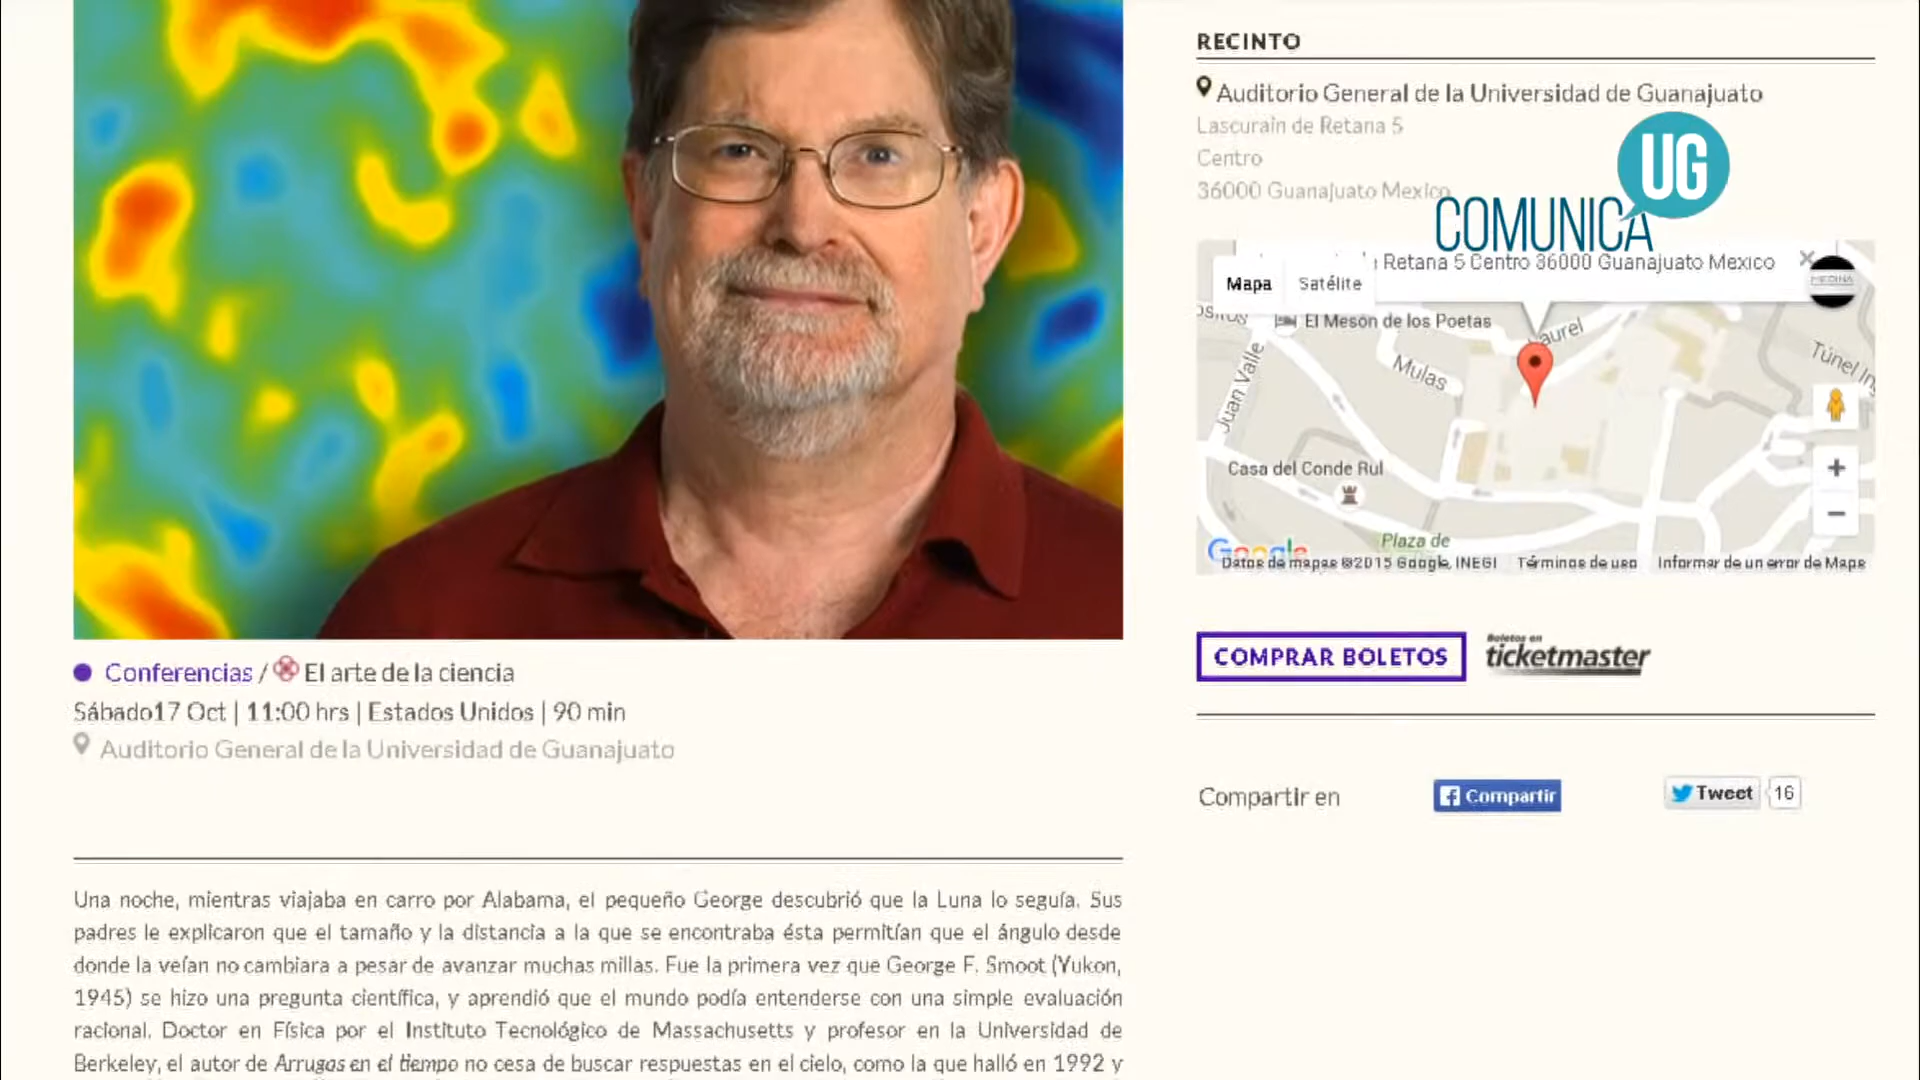 Conferencias / El arte de la ciencia
Sábado17 Oct | 11:00 hrs | Estados Unidos | 90 min
Auditorio General de la Universidad de Guanajuato
Una noche, mientras viajaba en carro por Alabama, el pequeño George descubrió que la Luna lo seguía. Sus
padres le explicaron que el tamaño y la distancia a la que se encontraba ésta permitían que el ángulo desde
donde la veían no cambiara a pesar de avanzar muchas millas. Fue la primera vez que George F. Smoot (Yukon,
1945) se hizo una pregunta científica, y aprendió que el mundo podía entenderse con una simple evaluación
racional. Doctor en Física por el Instituto Tecnológico de Massachusetts y profesor en la Universidad de
Berkeley, el autor de Arrugas en el tiempo no cesa de buscar respuestas en el cielo, como la que halló en 1992 y
RECINTO
Auditorio General de la Universidad de Guanajuato
Lascurain de Retana 5
Centro
36000 Guanajuato Mexico
UG
COMUNICA
Retana 5 Centro 36000 Guanajuato Mexico
MEDINA
Mapa
Satélite
El Meson de los Poetas
Laurel
Mulas
Juan Valle
Túnel
Casa del Conde Rul
Plaza de
Google
Datos de mapas ©2015 Google, INEGI
Términos de uso
Informar de un error de Maps
COMPRAR BOLETOS
Boletos en
ticketmaster
Compartir en
Compartir
Tweet
16